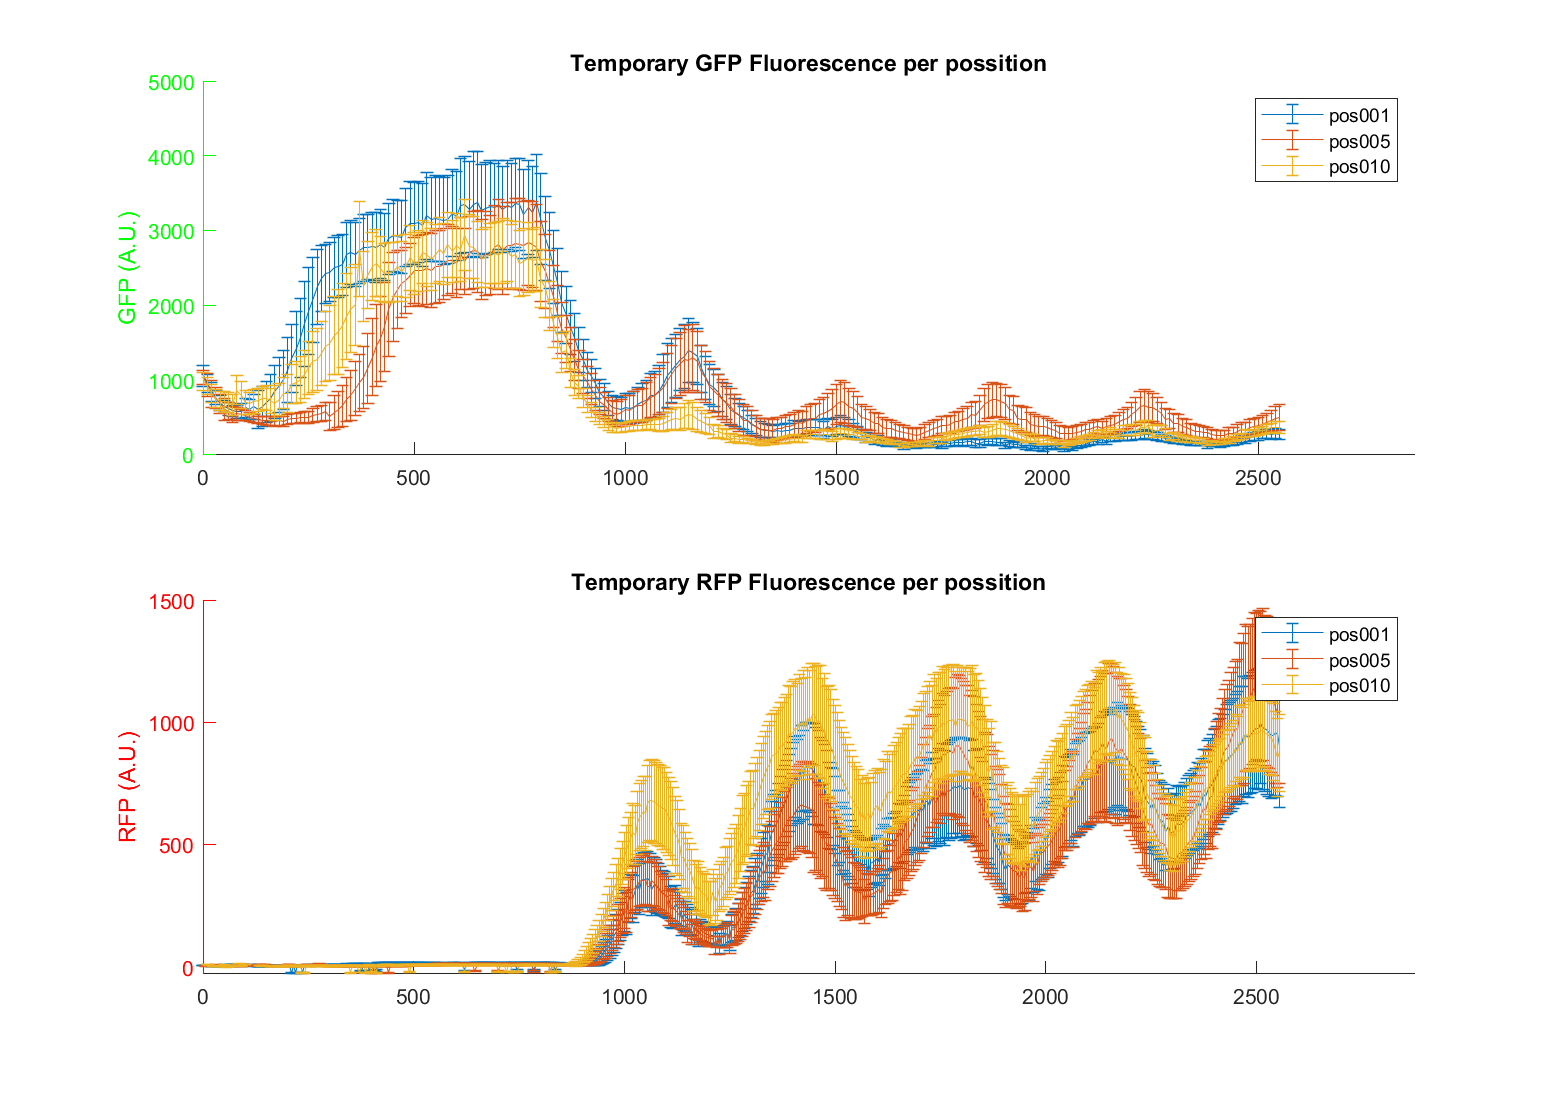 Temporary GFP Fluorescence per possition
5000
4000
3000
2000
1000
0
GFP (A.U.)
pos001
pos005
pos010
0 500 1000 1500 2000 2500
Temporary RFP Fluorescence per possition
1500
1000
500
0
RFP (A.U.)
pos001
pos005
pos010
0 500 1000 1500 2000 2500